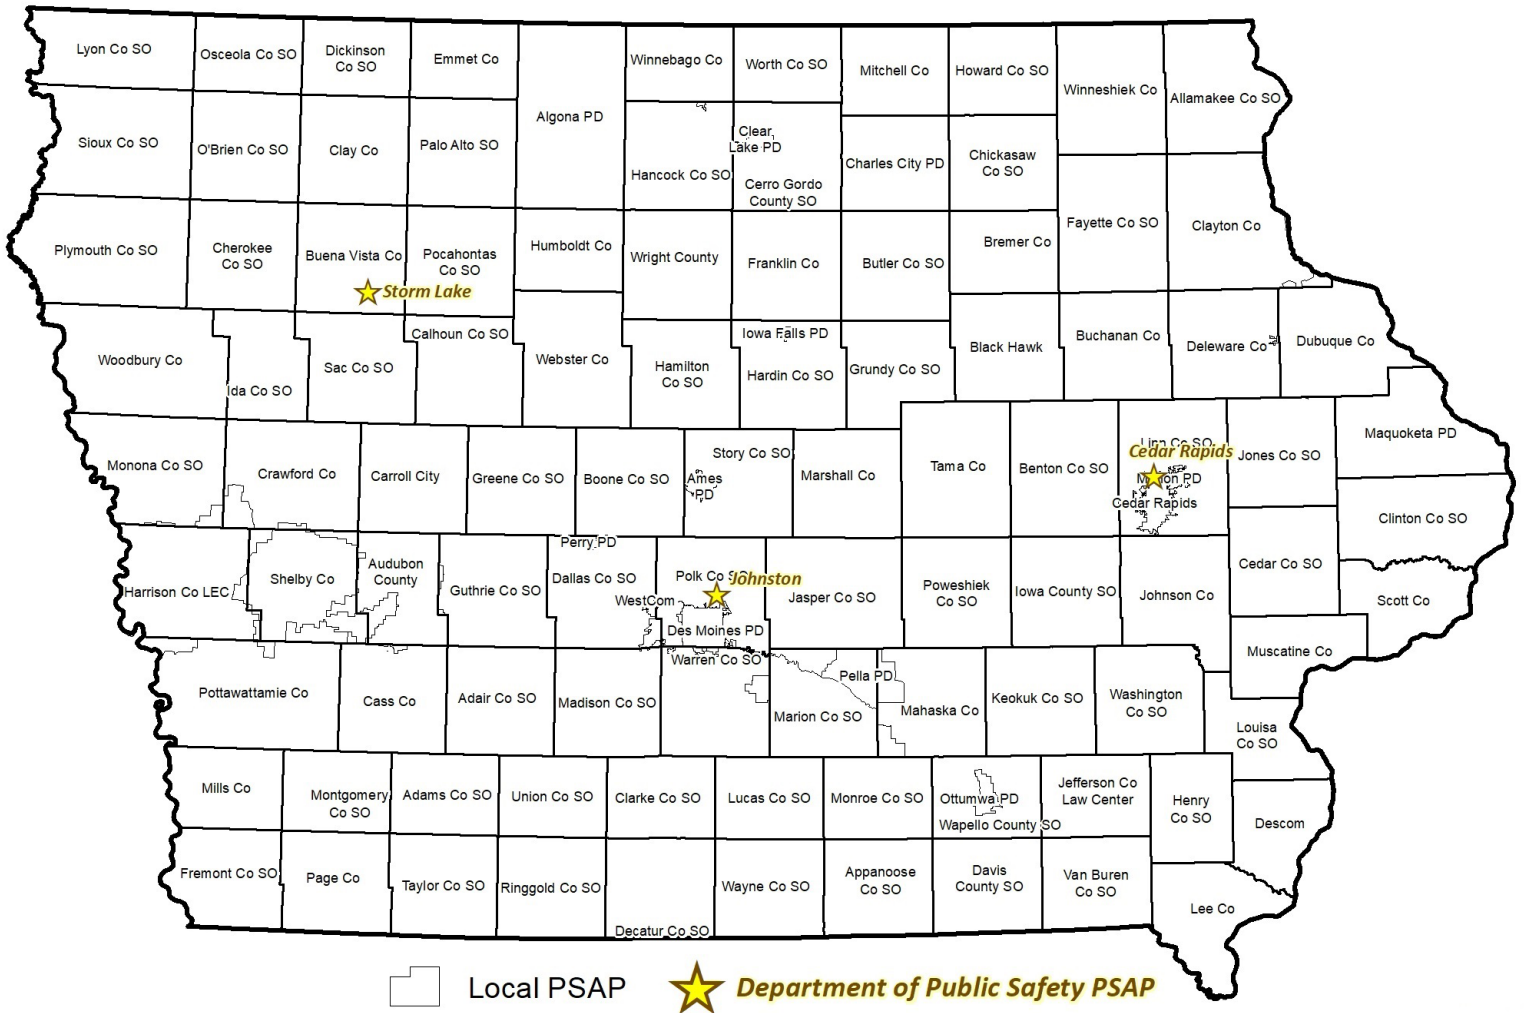 Lyon Co SO
Osceola Co SO
Dickinson
Co SO
Emmet Co
Algona PD
Winnebago Co
Worth Co SO
Mitchell Co
Howard Co SO
Winneshiek Co
Allamakee Co SO
Sioux Co SO
O'Brien Co SO
Clay Co
Palo Alto SO
Hancock Co SO
Clear
Lake PD
Cerro Gordo
County SO
Charles City PD
Chickasaw
Co SO
Fayette Co SO
Clayton Co
Plymouth Co SO
Cherokee
Co SO
Buena Vista Co
Storm Lake
Pocahontas
Co SO
Humboldt Co
Wright County
Franklin Co
Butler Co SO
Bremer Co
Woodbury Co
Ida Co SO
Sac Co SO
Calhoun Co SO
Webster Co
Hamilton
Co SO
Iowa Falls PD
Hardin Co SO
Grundy Co SO
Black Hawk
Buchanan Co
Deleware Co
Dubuque Co
Monona Co SO
Crawford Co
Carroll City
Greene Co SO
Boone Co SO
Story Co SO
Ames
PD
Marshall Co
Tama Co
Benton Co SO
Linn Co SO
Cedar Rapids
Marion PD
Cedar Rapids
Jones Co SO
Maquoketa PD
Clinton Co SO
Harrison Co LEC
Shelby Co
Audubon
County
Guthrie Co SO
Perry PD
Dallas Co SO
WestCom
Polk Co SO
Johnston
Des Moines PD
Jasper Co SO
Poweshiek
Co SO
Iowa County SO
Johnson Co
Cedar Co SO
Scott Co
Muscatine Co
Pottawattamie Co
Cass Co
Adair Co SO
Madison Co SO
Warren Co SO
Marion Co SO
Pella PD
Mahaska Co
Keokuk Co SO
Washington
Co SO
Louisa
Co SO
Mills Co
Montgomery
Co SO
Adams Co SO
Union Co SO
Clarke Co SO
Lucas Co SO
Monroe Co SO
Ottumwa PD
Wapello County SO
Jefferson Co
Law Center
Henry
Co SO
Descom
Fremont Co SO
Page Co
Taylor Co SO
Ringgold Co SO
Decatur Co SO
Wayne Co SO
Appanoose
Co SO
Davis
County SO
Van Buren
Co SO
Lee Co
Local PSAP
Department of Public Safety PSAP